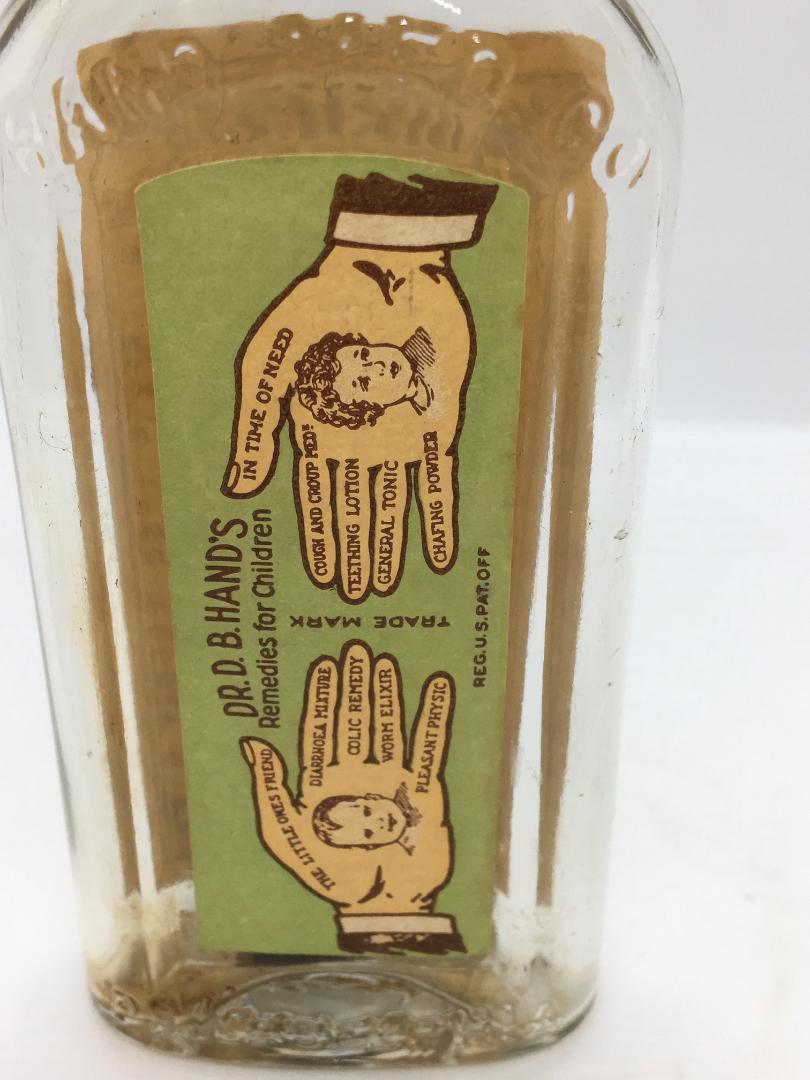 DR. D. B. HAND'S
Remedies for Children
THE LITTLE ONES FRIEND
DIARRHOEA MIXTURE
COLIC REMEDY
WORM ELIXIR
PLEASANT PHYSIC
IN TIME OF NEED
COUGH AND CROUP MEDE
TEETHING LOTION
GENERAL TONIC
CHAFING POWDER
TRADE MARK
REG. U.S. PAT. OFF